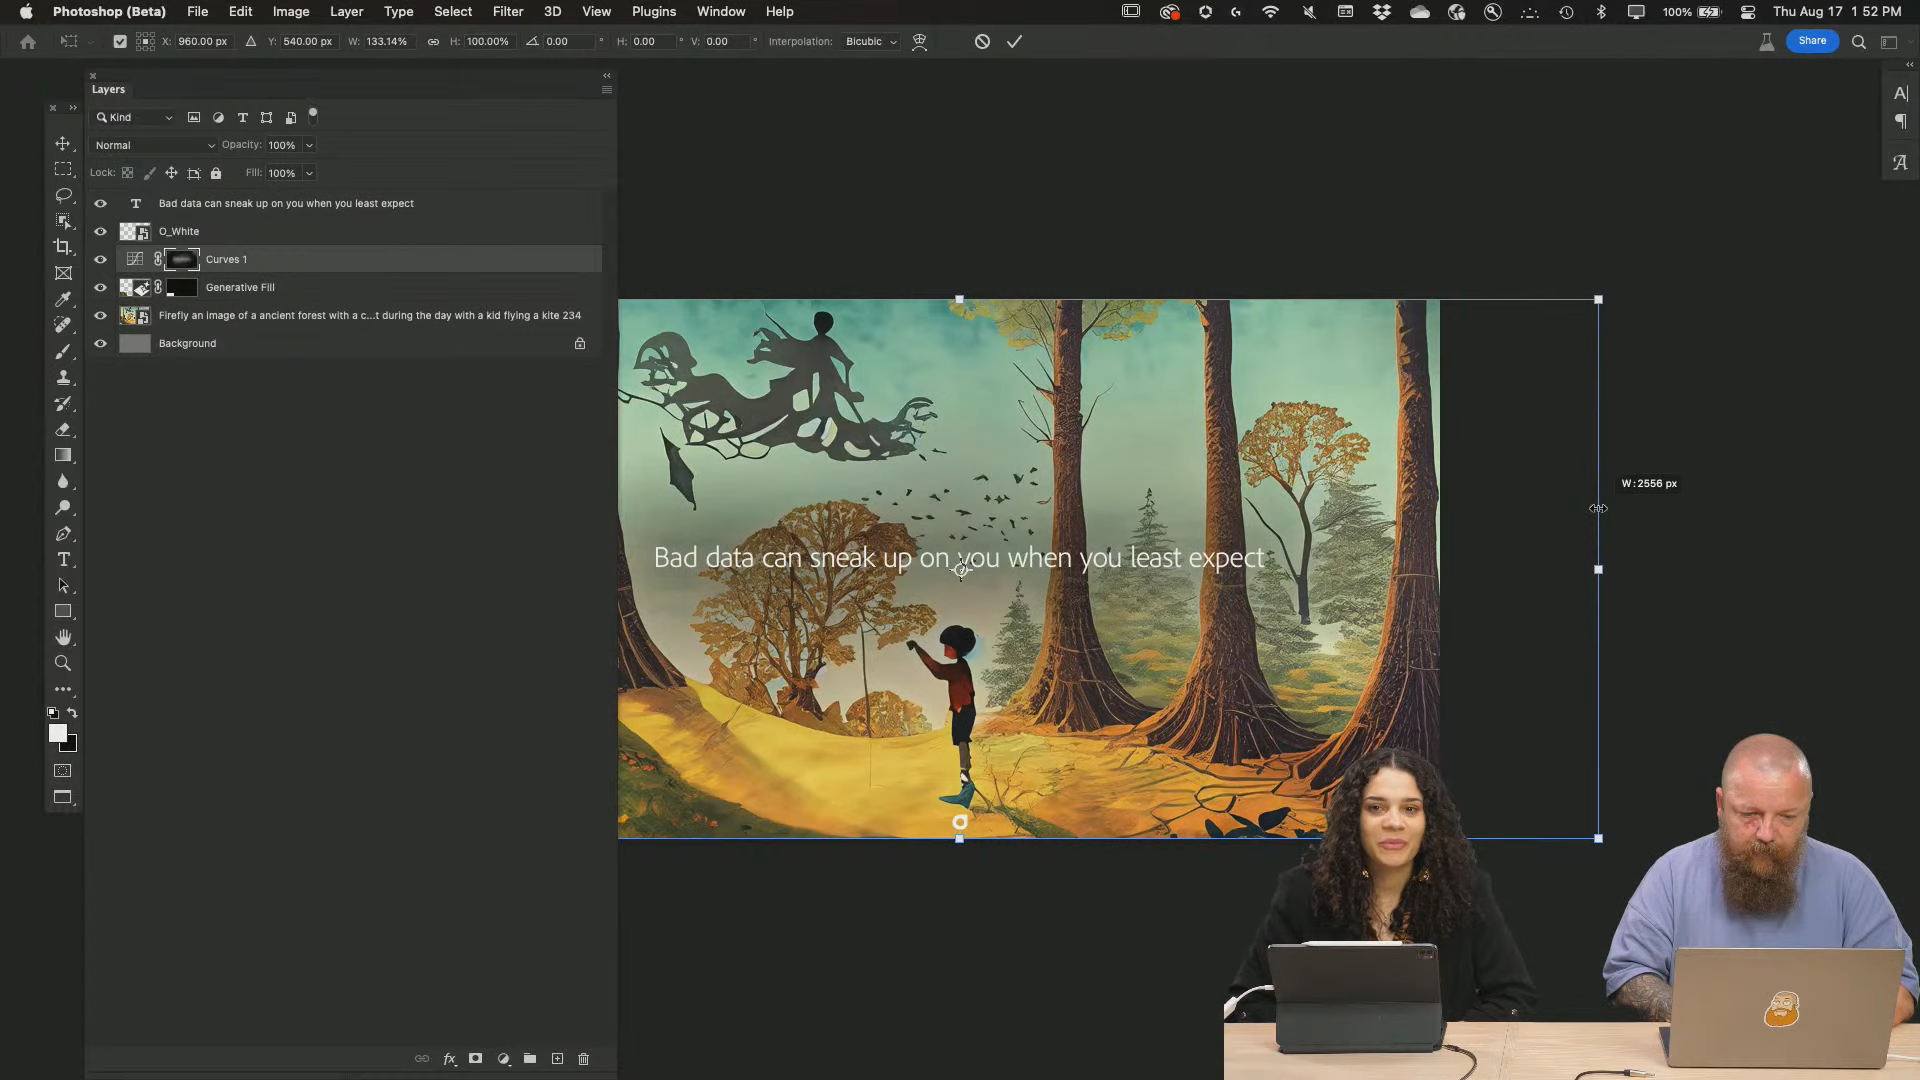 Photoshop (Beta) File Edit Image Layer Type Select Filter 3D View Plugins Window Help 100% Thu Aug 17 1:52 PM
X: 960.00 px Y: 540.00 px W: 133.14% H: 100.00% 0.00 ° H: 0.00 ° V: 0.00 ° Interpolation: Bicubic Share
Layers
Kind
Normal Opacity: 100%
Lock: Fill: 100%
Bad data can sneak up on you when you least expect
O_White
Curves 1
Generative Fill
Firefly an image of a ancient forest with a c...t during the day with a kid flying a kite 234
Background
W: 2556 px
Bad data can sneak up on you when you least expect